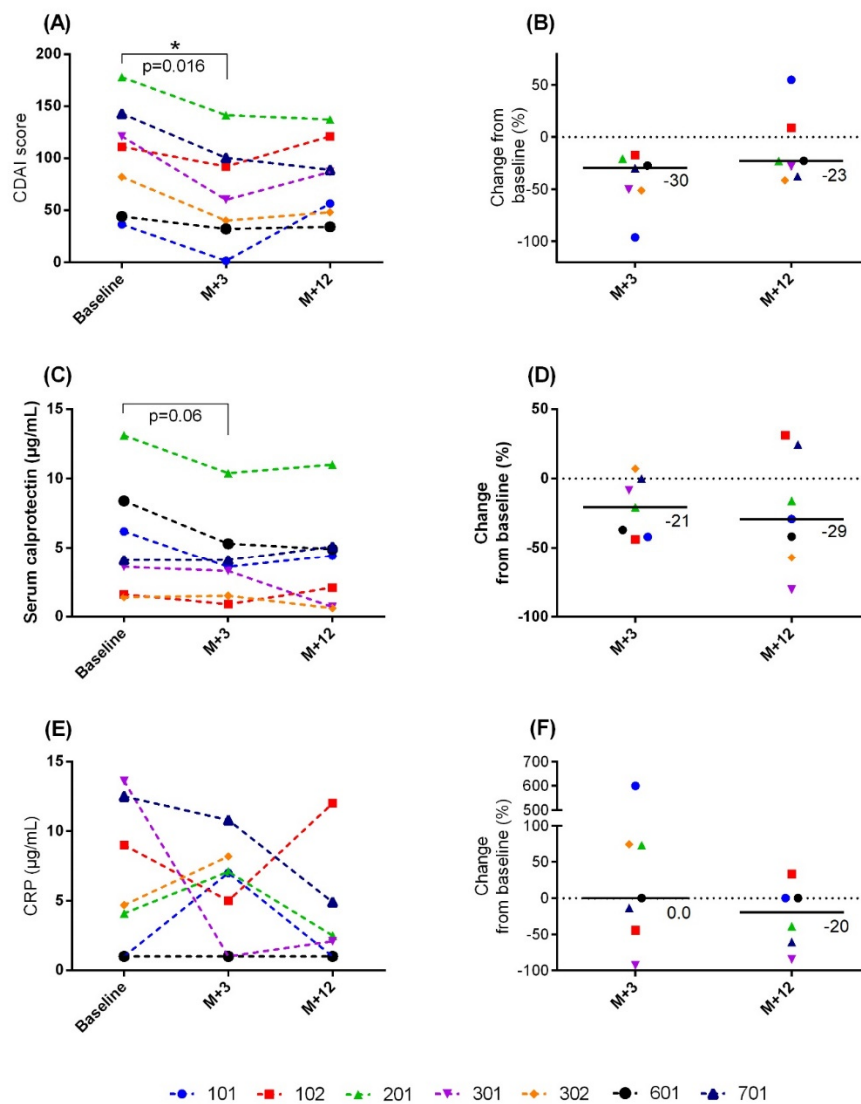 (A)
*
p=0.016
200
150
100
50
0
CDAI score
Baseline
M+3
M+12
(B)
50
0
-50
-100
Change from
baseline (%)
-30
-23
M+3
M+12
(C)
p=0.06
15
10
5
0
Serum calprotectin (µg/mL)
Baseline
M+3
M+12
(D)
50
0
-50
-100
Change
from baseline (%)
-21
-29
M+3
M+12
(E)
15
10
5
0
CRP (µg/mL)
Baseline
M+3
M+12
(F)
700
600
500
100
50
0
-50
-100
Change
from baseline (%)
0.0
-20
M+3
M+12
101 102 201 301 302 601 701